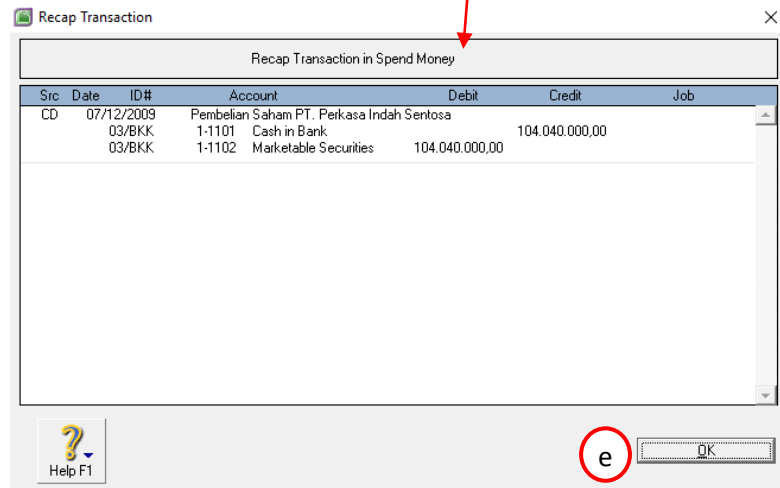 Recap Transaction
Recap Transaction in Spend Money
Src Date ID# Account Debit Credit Job
CD 07/12/2009 Pembelian Saham PT. Perkasa Indah Sentosa
03/BKK 1-1101 Cash in Bank 104.040.000,00
03/BKK 1-1102 Marketable Securities 104.040.000,00
Help F1
e
OK